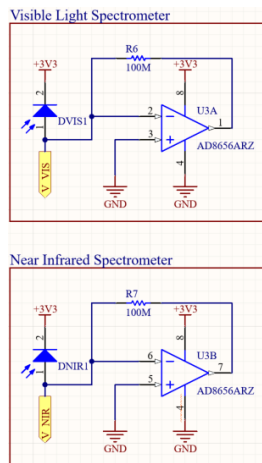 Visible Light Spectrometer
R6
100M
+3V3
+3V3
2
8
U3A
2
1
3
1
DVIS1
AD8656ARZ
4
V_VIS
GND
GND
Near Infrared Spectrometer
R7
100M
+3V3
+3V3
2
8
U3B
6
7
5
1
DNIR1
AD8656ARZ
4
V_NIR
GND
GND